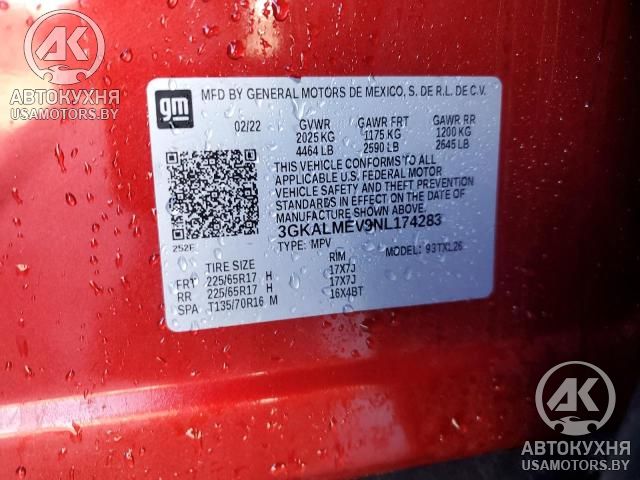 AK
АВТОКУХНЯ
USAMOTORS.BY
gm
MFD BY GENERAL MOTORS DE MEXICO, S. DE R.L. DE C.V.
02/22 GVWR GAWR FRT GAWR RR
2025 KG 1175 KG 1200 KG
4464 LB 2590 LB 2645 LB
THIS VEHICLE CONFORMS TO ALL
APPLICABLE U.S. FEDERAL MOTOR
VEHICLE SAFETY AND THEFT PREVENTION
STANDARDS IN EFFECT ON THE DATE OF
MANUFACTURE SHOWN ABOVE.
3GKALMEV9NL174283
252F TYPE: MPV MODEL: 93TXL26
TIRE SIZE RIM
FRT 225/65R17 H 17X7J
RR 225/65R17 H 17X7J
SPA T135/70R16 M 16X4BT
AK
АВТОКУХНЯ
USAMOTORS.BY